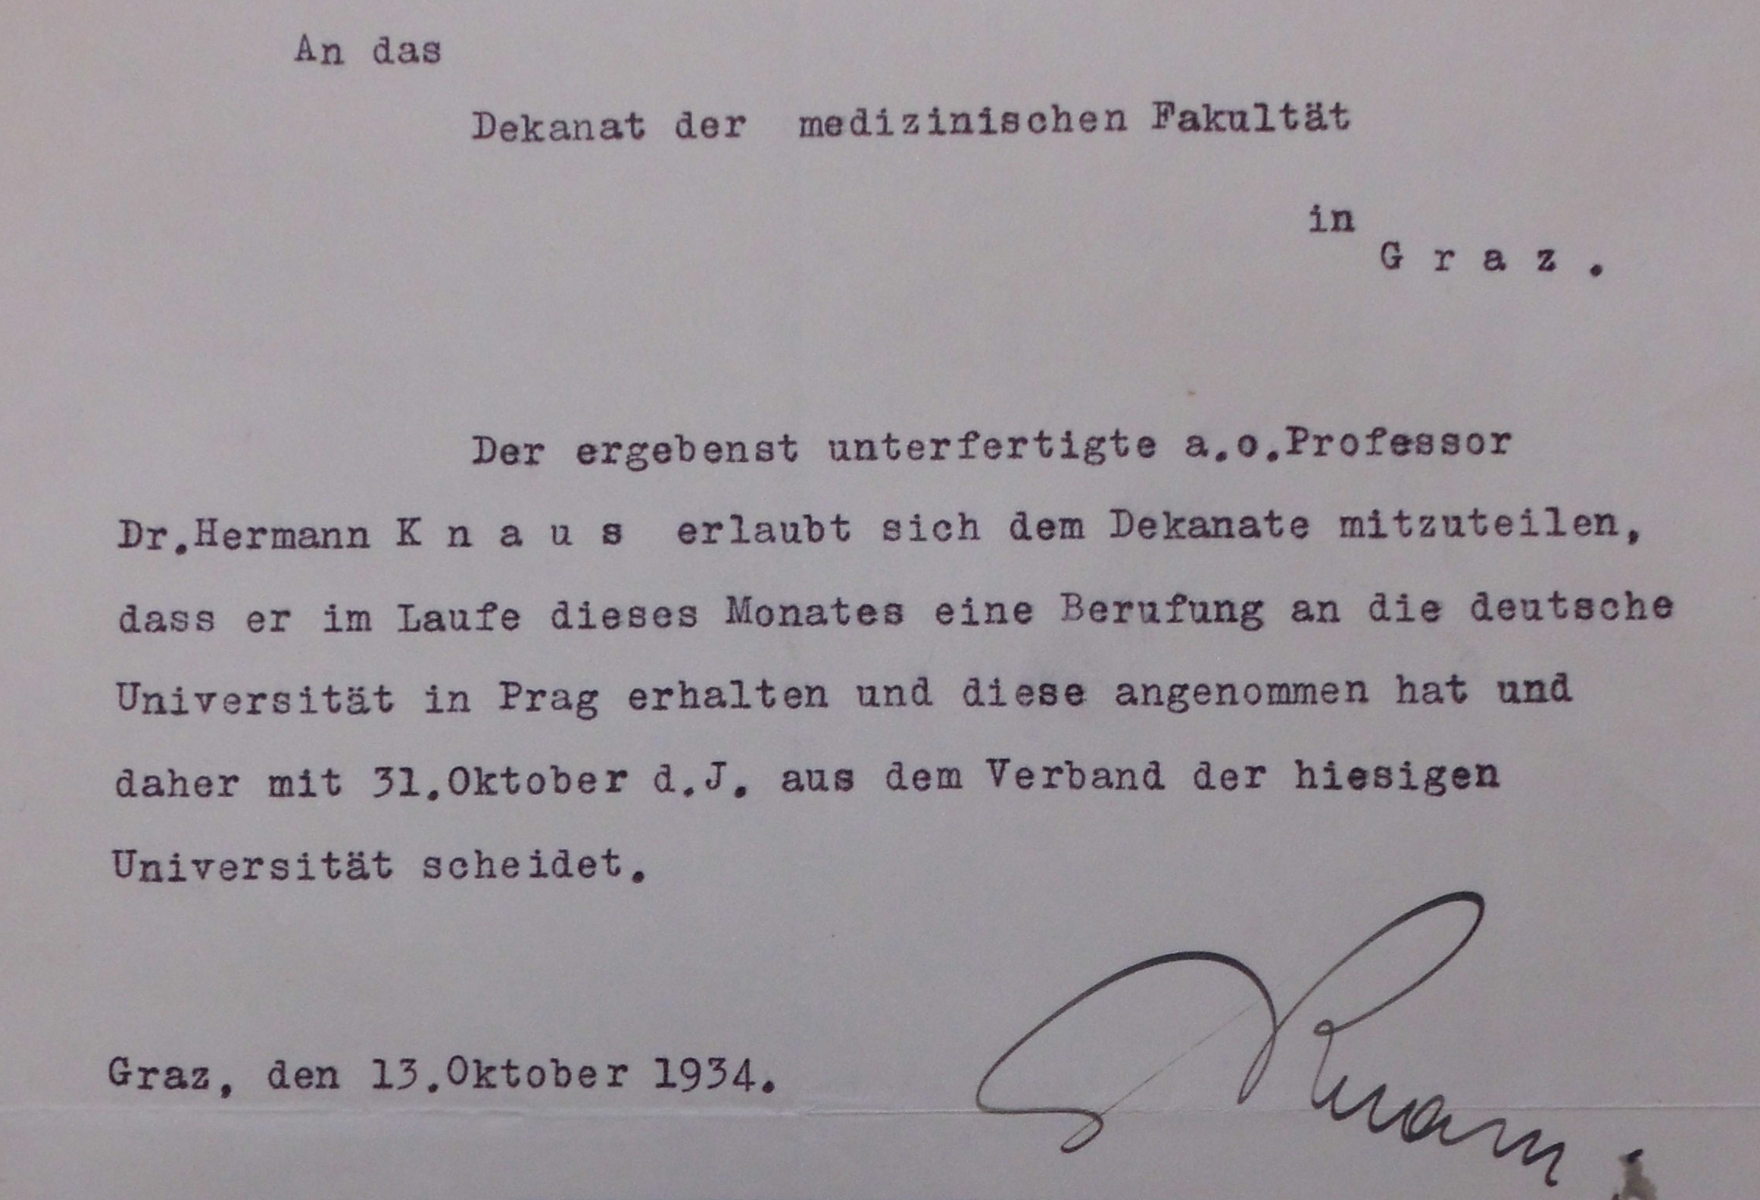 An das
Dekanat der medizinischen Fakultät
in
G r a z .
Der ergebenst unterfertigte a.o.Professor
Dr.Hermann K n a u s erlaubt sich dem Dekanate mitzuteilen,
dass er im Laufe dieses Monates eine Berufung an die deutsche
Universität in Prag erhalten und diese angenommen hat und
daher mit 31.Oktober d.J. aus dem Verband der hiesigen
Universität scheidet.
Graz, den 13.Oktober 1934.
Knaus